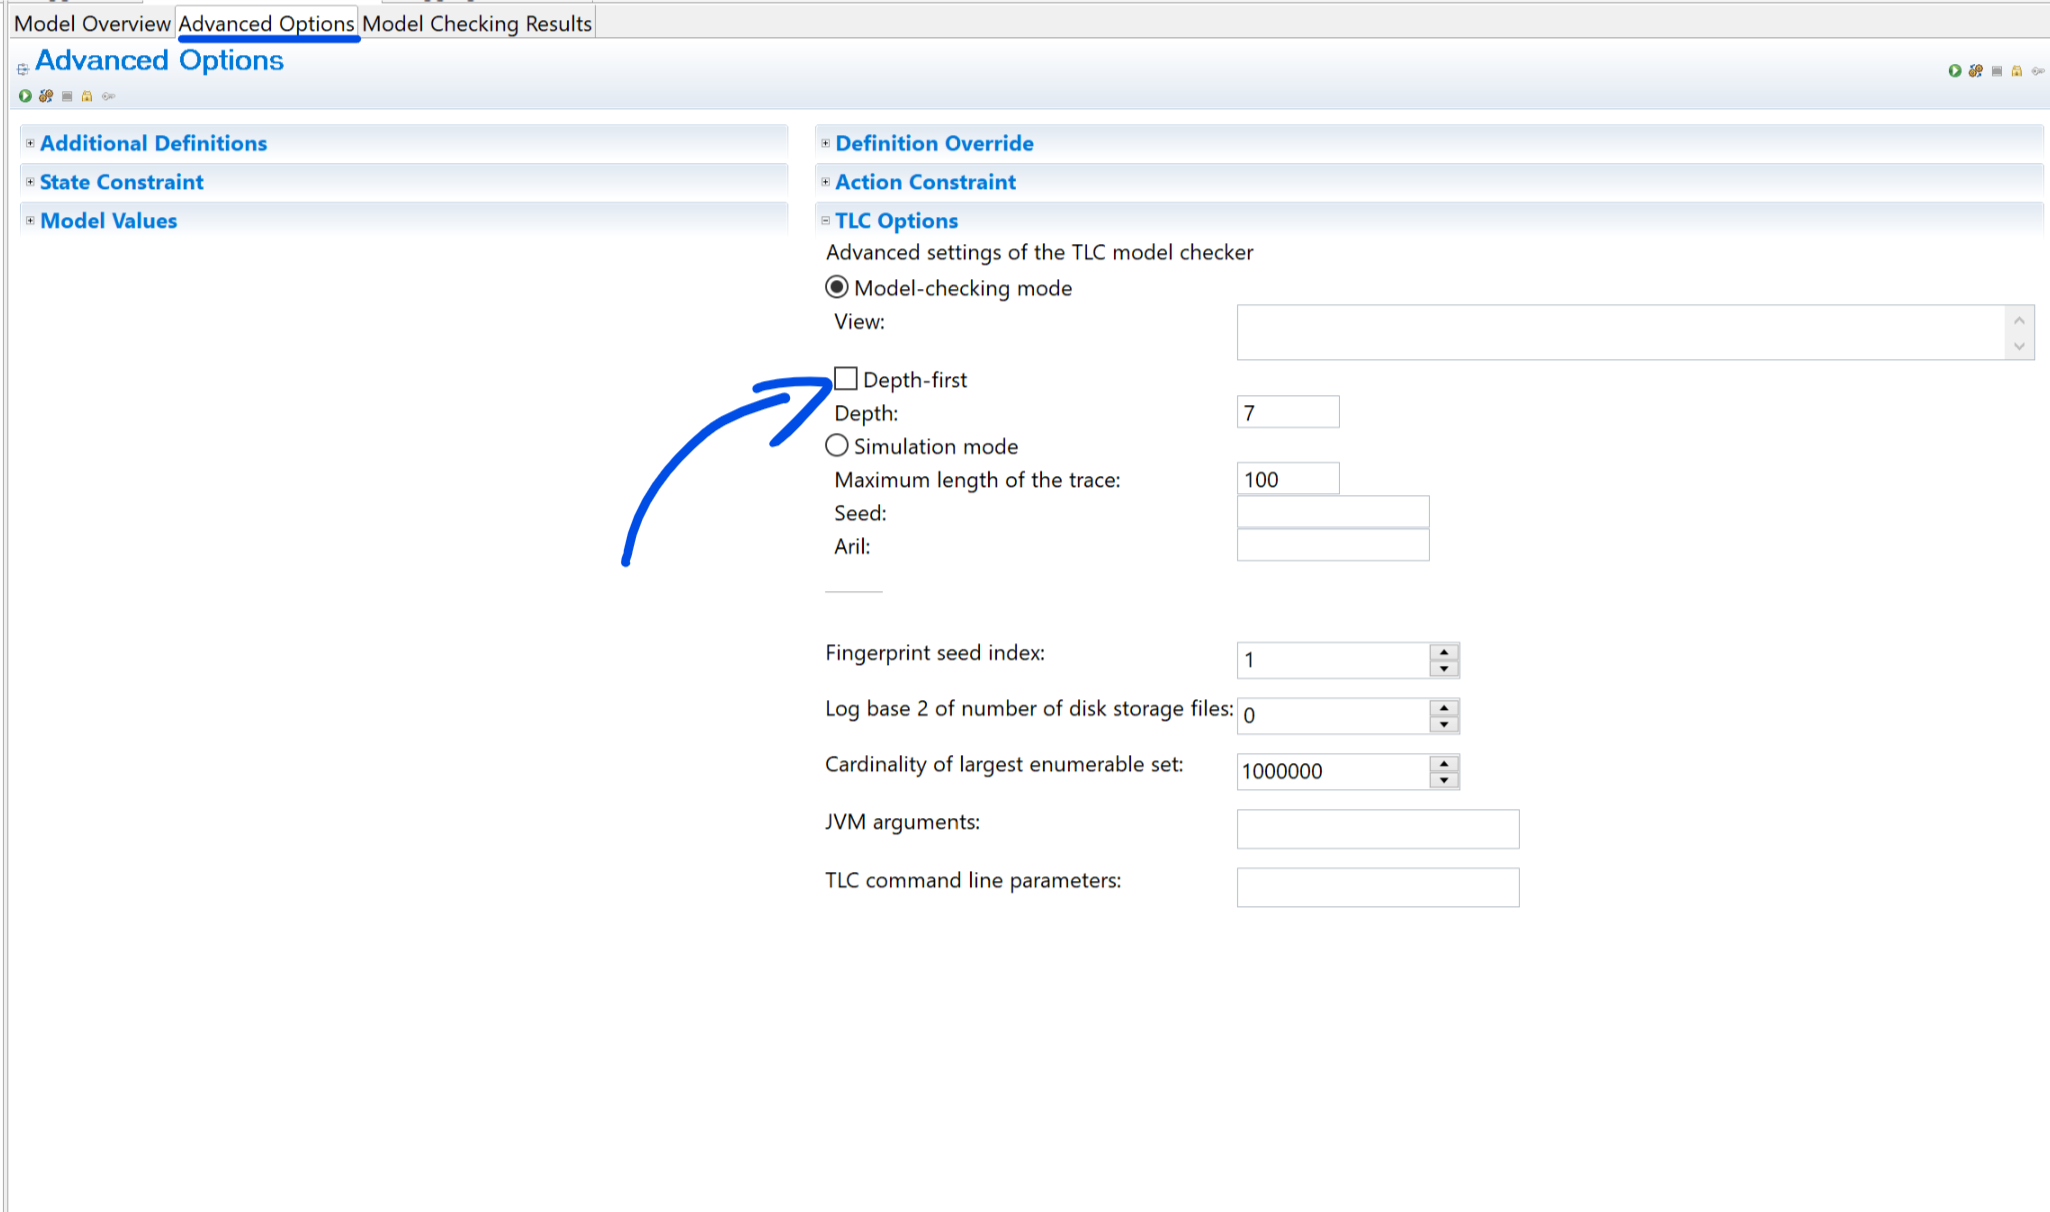 Model Overview Advanced Options Model Checking Results
Advanced Options
Additional Definitions
Definition Override
State Constraint
Action Constraint
Model Values
TLC Options
Advanced settings of the TLC model checker
Model-checking mode
View:
Depth-first
Depth: 7
Simulation mode
Maximum length of the trace: 100
Seed:
Aril:
Fingerprint seed index: 1
Log base 2 of number of disk storage files: 0
Cardinality of largest enumerable set: 1000000
JVM arguments:
TLC command line parameters: